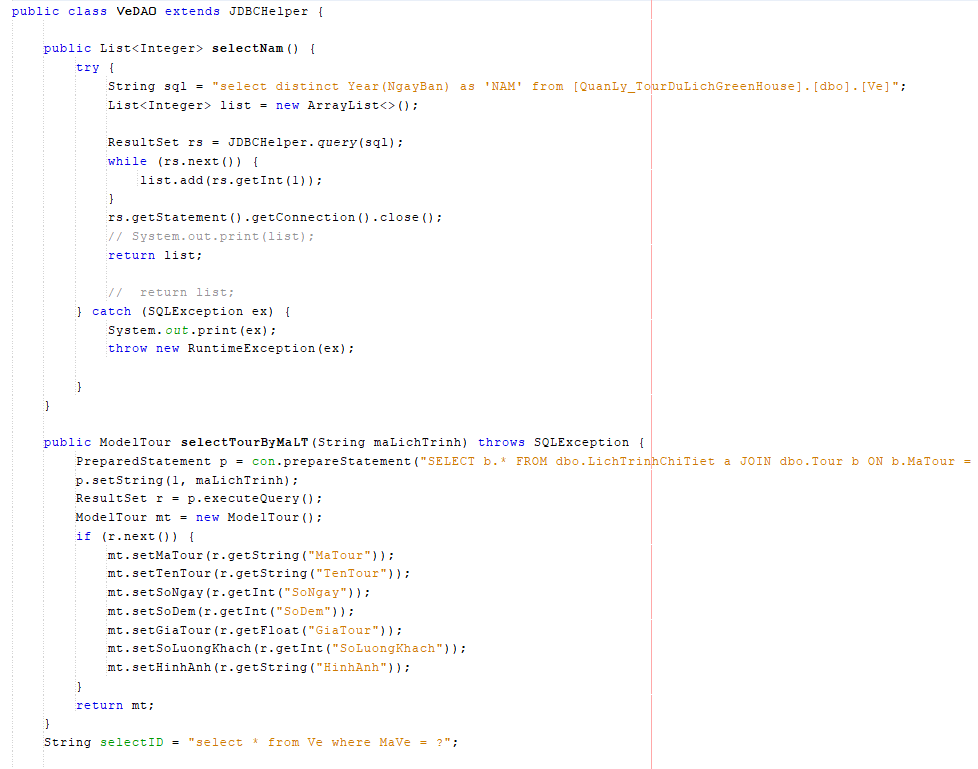 public class VeDAO extends JDBCHelper {
public List<Integer> selectNam() {
try {
String sql = "select distinct Year(NgayBan) as 'NAM' from [QuanLy_TourDuLichGreenHouse].[dbo].[Ve]";
List<Integer> list = new ArrayList<>();
ResultSet rs = JDBCHelper.query(sql);
while (rs.next()) {
list.add(rs.getInt(1));
}
rs.getStatement().getConnection().close();
// System.out.print(list);
return list;
//  return list;
} catch (SQLException ex) {
System.out.print(ex);
throw new RuntimeException(ex);
}
}
public ModelTour selectTourByMaLT(String maLichTrinh) throws SQLException {
PreparedStatement p = con.prepareStatement("SELECT b.* FROM dbo.LichTrinhChiTiet a JOIN dbo.Tour b ON b.MaTour =
p.setString(1, maLichTrinh);
ResultSet r = p.executeQuery();
ModelTour mt = new ModelTour();
if (r.next()) {
mt.setMaTour(r.getString("MaTour"));
mt.setTenTour(r.getString("TenTour"));
mt.setSoNgay(r.getInt("SoNgay"));
mt.setSoDem(r.getInt("SoDem"));
mt.setGiaTour(r.getFloat("GiaTour"));
mt.setSoLuongKhach(r.getInt("SoLuongKhach"));
mt.setHinhAnh(r.getString("HinhAnh"));
}
return mt;
}
String selectID = "select * from Ve where MaVe = ?";